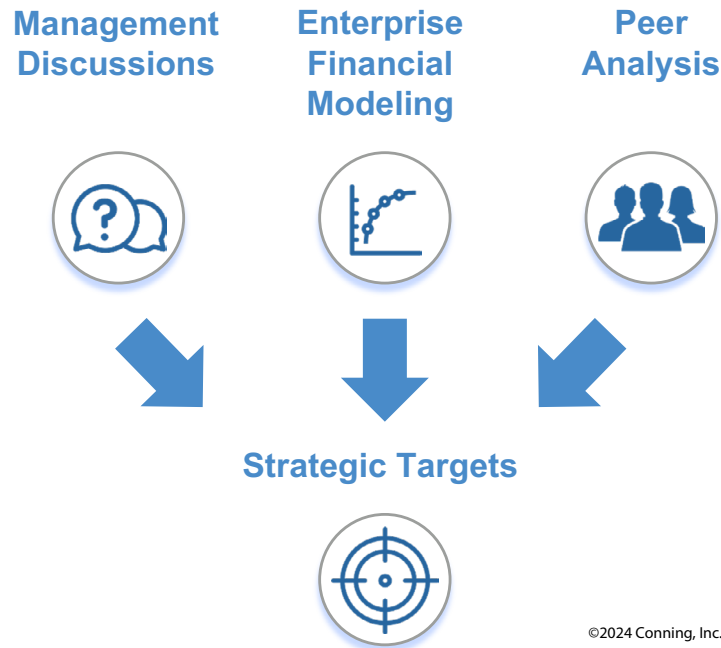 Management
Discussions
Enterprise
Financial
Modeling
Peer
Analysis
?
Strategic Targets
©2024 Conning, Inc.